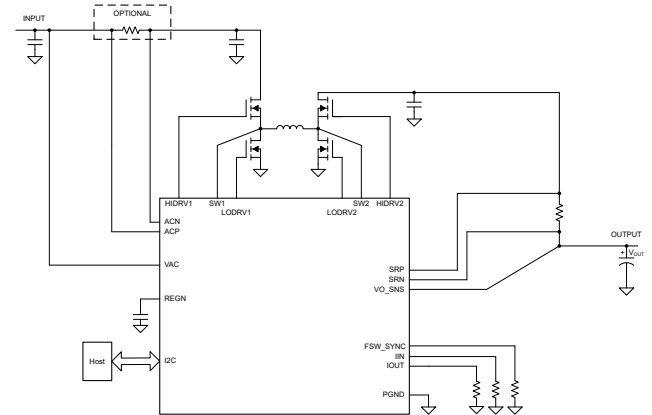 INPUT
OPTIONAL
HIDRV1
SW1
LODRV1
LODRV2
SW2
HIDRV2
ACN
ACP
VAC
REGN
Host
I2C
SRP
SRN
VO_SNS
OUTPUT
+ VOUT
FSW_SYNC
IIN
IOUT
PGND